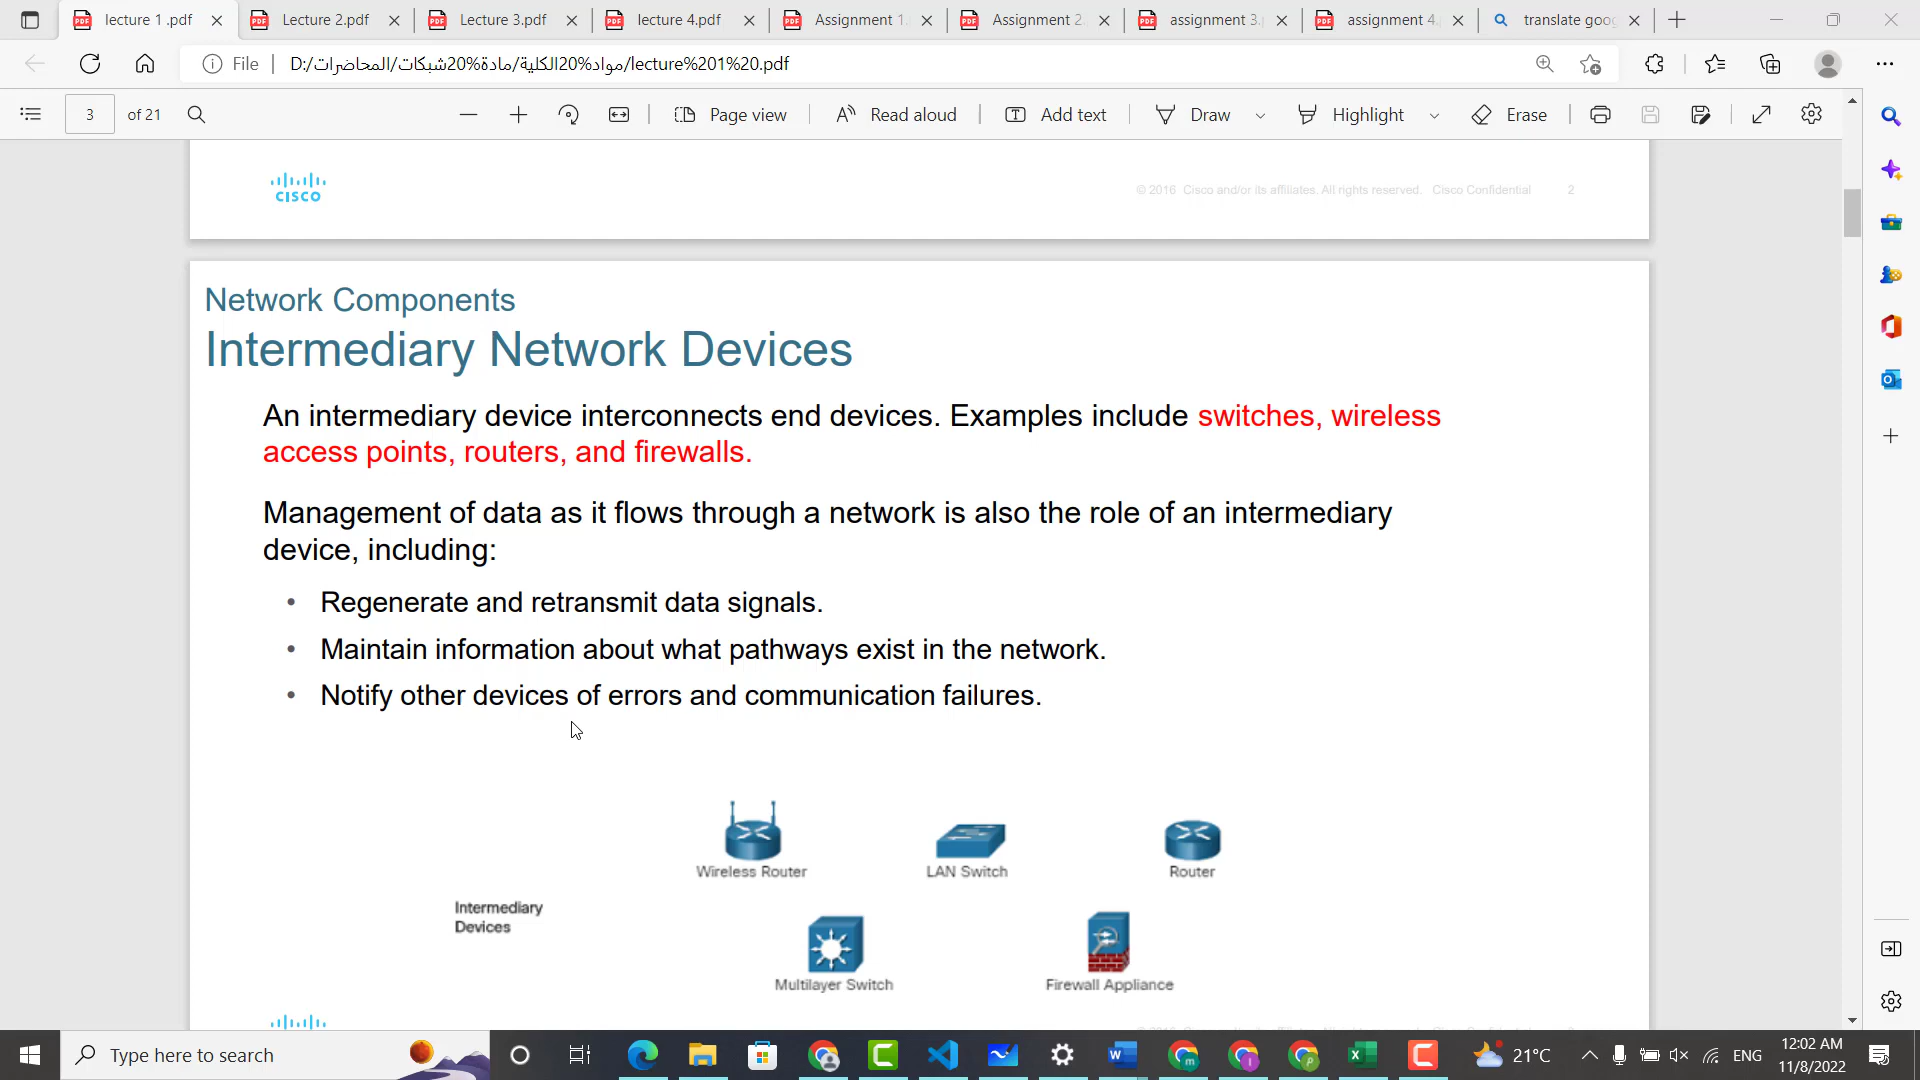 lecture 1 .pdf
Lecture 2.pdf
Lecture 3.pdf
lecture 4.pdf
Assignment 1.
Assignment 2
assignment 3.
assignment 4.
translate goog
File
D:/مواد%20الكلية/مادة%20شبكات/المحاضرات/lecture%201%20.pdf
3 of 21
Page view
Read aloud
Add text
Draw
Highlight
Erase
CISCO
© 2016 Cisco and/or its affiliates. All rights reserved. Cisco Confidential 2
Network Components
Intermediary Network Devices
An intermediary device interconnects end devices. Examples include switches, wireless
access points, routers, and firewalls.
Management of data as it flows through a network is also the role of an intermediary
device, including:
• Regenerate and retransmit data signals.
• Maintain information about what pathways exist in the network.
• Notify other devices of errors and communication failures.
Wireless Router
LAN Switch
Router
Intermediary
Devices
Multilayer Switch
Firewall Appliance
Type here to search
21°C
ENG
12:02 AM
11/8/2022